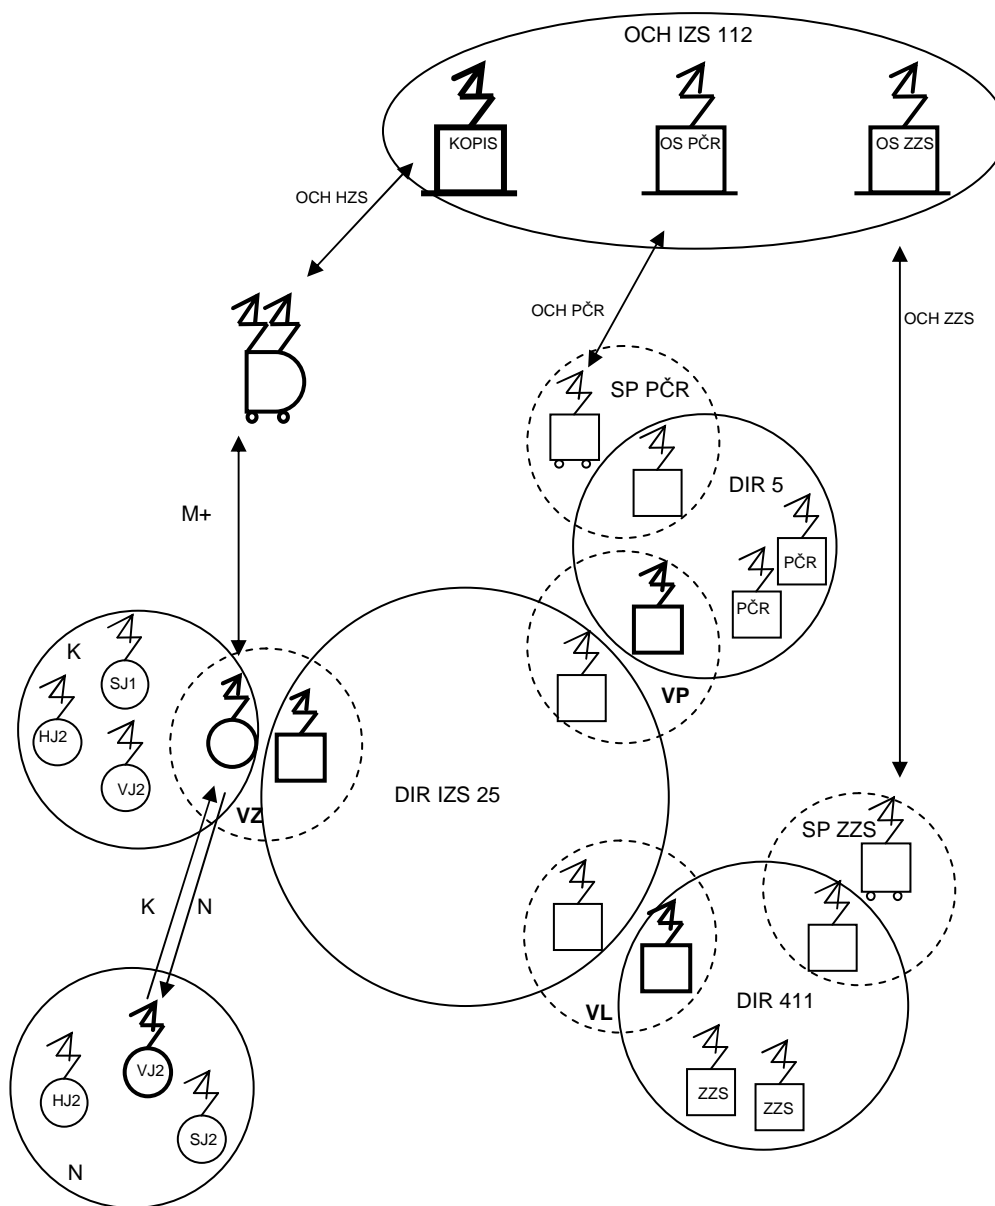 OCH IZS 112
KOPIS
OS PČR
OS ZZS
OCH HZS
OCH PČR
OCH ZZS
SP PČR
DIR 5
M+
PČR
PČR
K
SJ1
HJ2
VJ2
VP
VZ
DIR IZS 25
SP ZZS
K
N
VL
DIR 411
VJ2
HJ2
SJ2
ZZS
ZZS
N